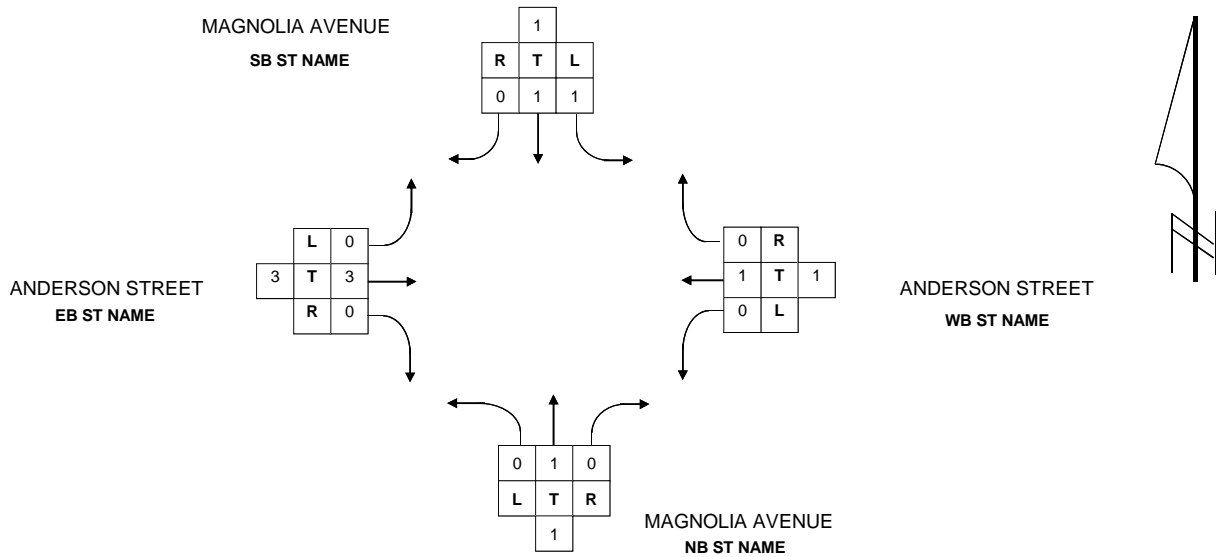 MAGNOLIA AVENUE
SB ST NAME
1
R T L
0 1 1
L 0
3 T 3
R 0
ANDERSON STREET
EB ST NAME
0 R
1 T 1
0 L
ANDERSON STREET
WB ST NAME
0 1 0
L T R
1
MAGNOLIA AVENUE
NB ST NAME
N